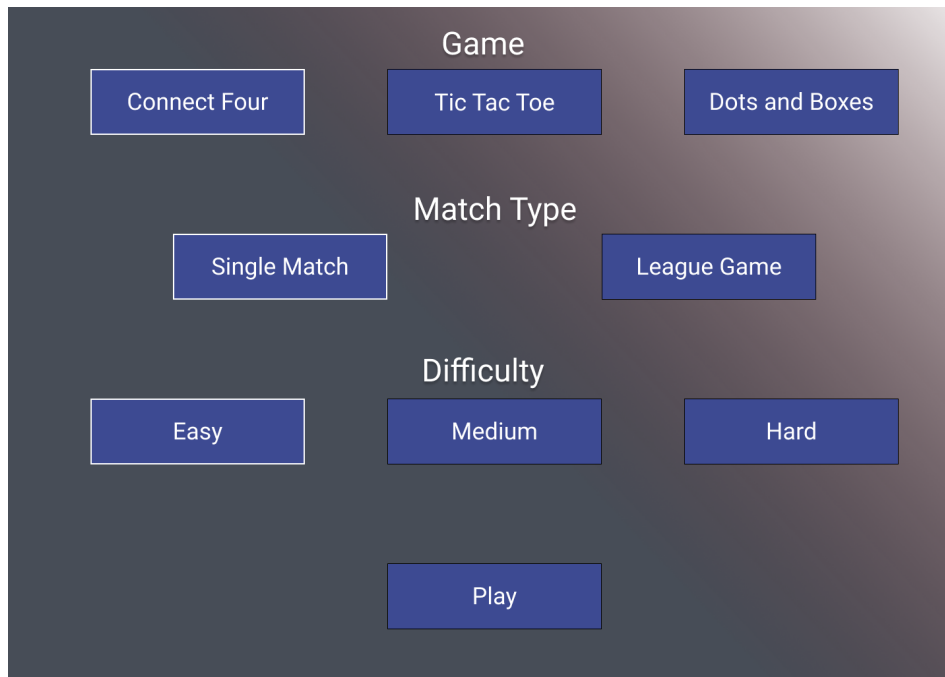 Game
Connect Four
Tic Tac Toe
Dots and Boxes
Match Type
Single Match
League Game
Difficulty
Easy
Medium
Hard
Play